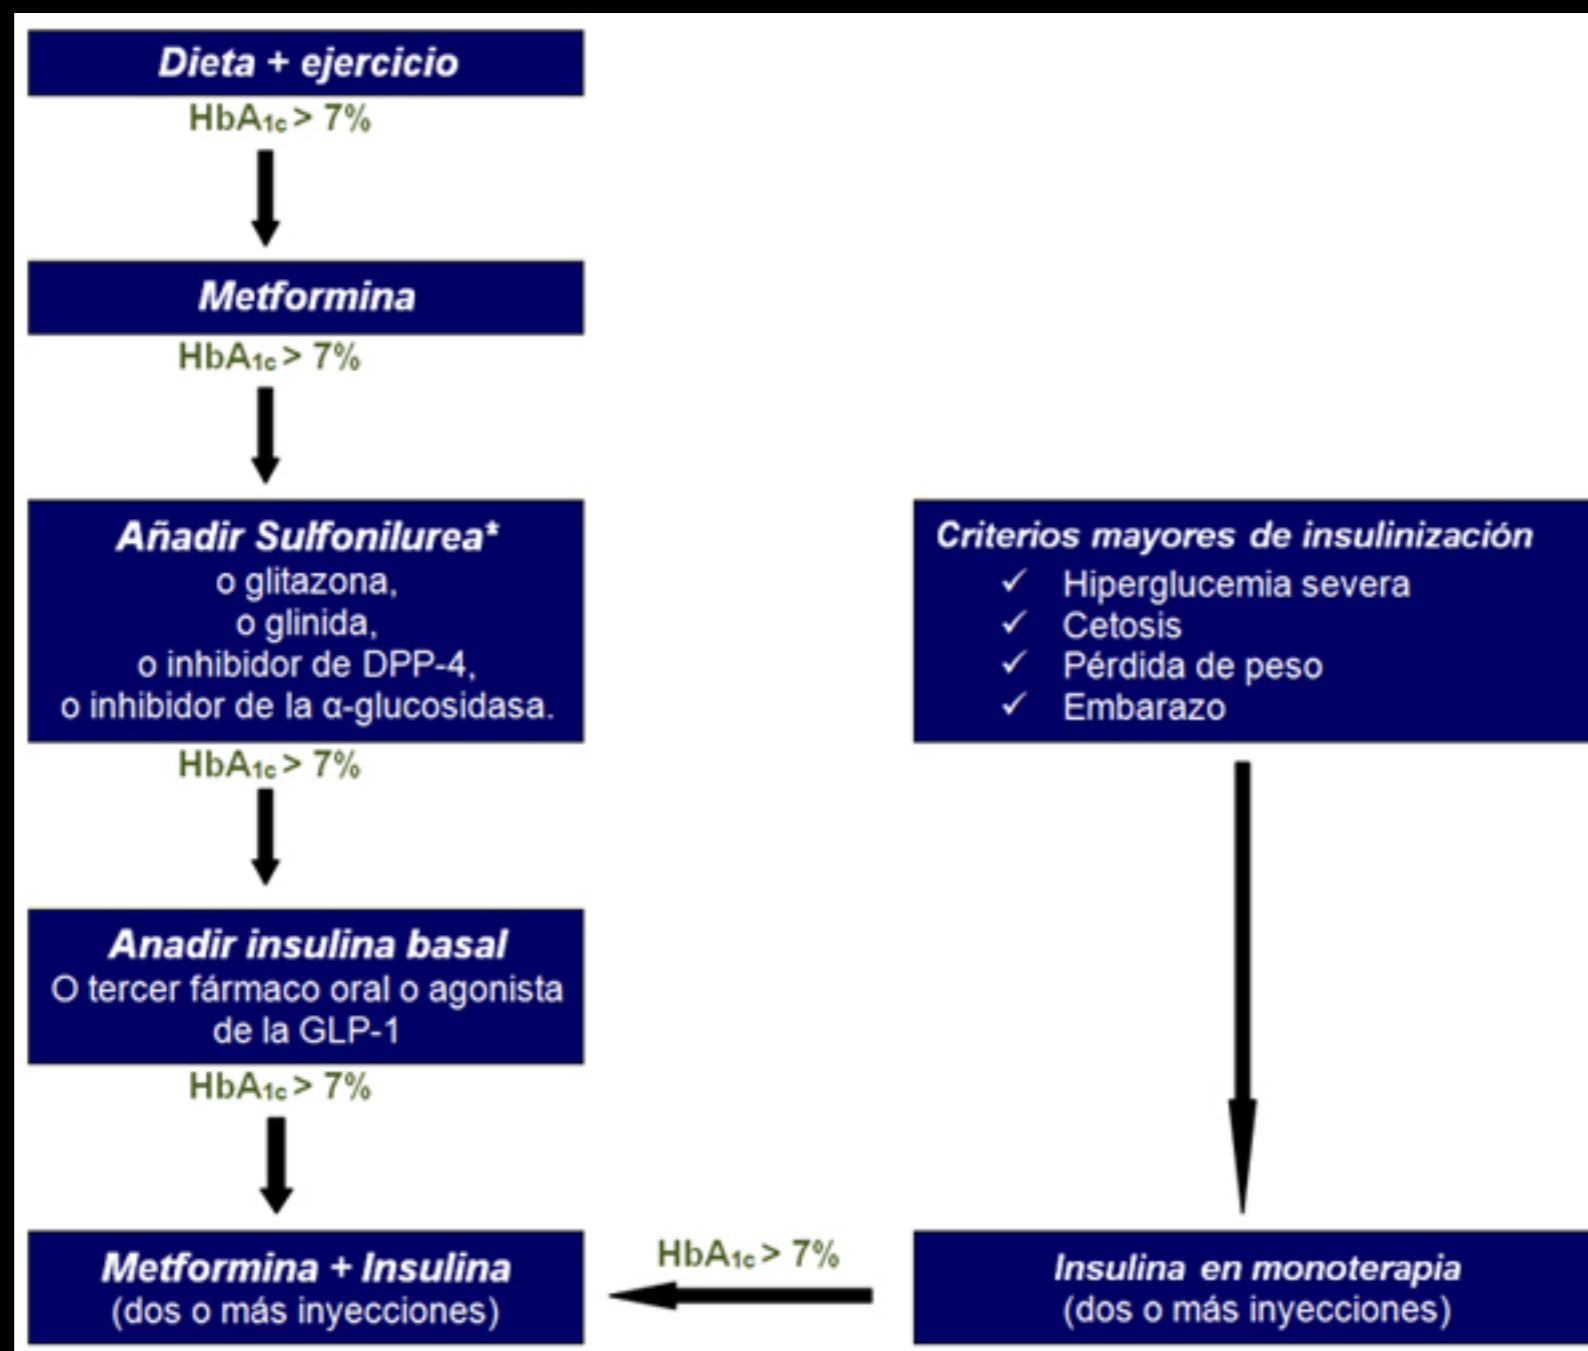 Dieta + ejercicio
HbA1c > 7%
Metformina
HbA1c > 7%
Añadir Sulfonilurea*
o glitazona,
o glinida,
o inhibidor de DPP-4,
o inhibidor de la α-glucosidasa.
HbA1c > 7%
Anadir insulina basal
O tercer fármaco oral o agonista
de la GLP-1
HbA1c > 7%
Metformina + Insulina
(dos o más inyecciones)
Criterios mayores de insulinización
✓ Hiperglucemia severa
✓ Cetosis
✓ Pérdida de peso
✓ Embarazo
HbA1c > 7%
Insulina en monoterapia
(dos o más inyecciones)